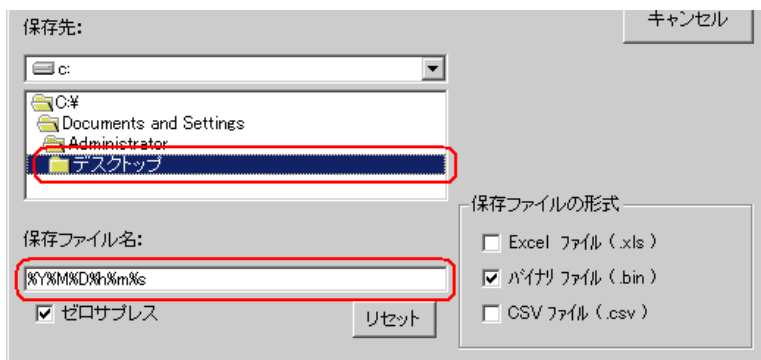 保存先:
キャンセル
c:
C:¥
Documents and Settings
Administrator
デスクトップ
保存ファイル名:
%Y%M%D%h%m%s
ゼロサプレス
リセット
保存ファイルの形式
Excel ファイル ( .xls )
バイナリ ファイル ( .bin )
CSV ファイル ( .csv )